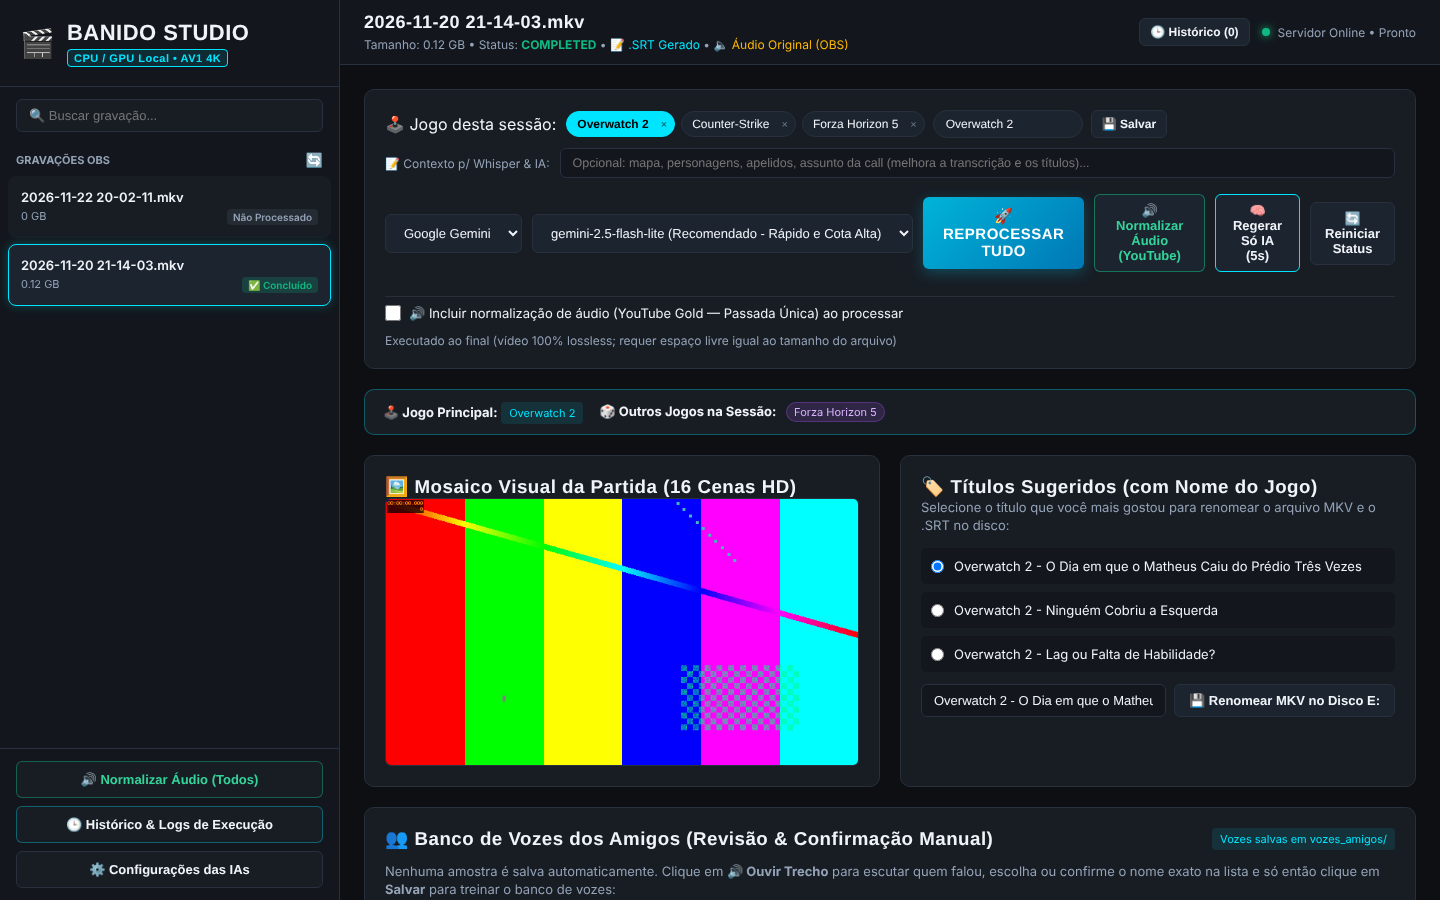 BANIDO STUDIO
CPU / GPU Local • AV1 4K
🔍 Buscar gravação...
GRAVAÇÕES OBS
2026-11-22 20-02-11.mkv
0 GB
Não Processado
2026-11-20 21-14-03.mkv
0.12 GB
✅ Concluído
🔊 Normalizar Áudio (Todos)
🕒 Histórico & Logs de Execução
⚙️ Configurações das IAs
2026-11-20 21-14-03.mkv
Tamanho: 0.12 GB • Status: COMPLETED • 📝 .SRT Gerado • 🔈 Áudio Original (OBS)
🕒 Histórico (0)
Servidor Online • Pronto
🕹️ Jogo desta sessão:
Overwatch 2 ×
Counter-Strike ×
Forza Horizon 5 ×
Overwatch 2
💾 Salvar
📝 Contexto p/ Whisper & IA:
Opcional: mapa, personagens, apelidos, assunto da call (melhora a transcrição e os títulos)...
Google Gemini
gemini-2.5-flash-lite (Recomendado - Rápido e Cota Alta)
🚀
REPROCESSAR
TUDO
🔊
Normalizar
Áudio
(YouTube)
🧠
Regerar
Só IA
(5s)
🔄
Reiniciar
Status
🔊 Incluir normalização de áudio (YouTube Gold — Passada Única) ao processar
Executado ao final (vídeo 100% lossless; requer espaço livre igual ao tamanho do arquivo)
🕹️ Jogo Principal: Overwatch 2
🎲 Outros Jogos na Sessão: Forza Horizon 5
🖼️ Mosaico Visual da Partida (16 Cenas HD)
🏷️ Títulos Sugeridos (com Nome do Jogo)
Selecione o título que você mais gostou para renomear o arquivo MKV e o
.SRT no disco:
Overwatch 2 - O Dia em que o Matheus Caiu do Prédio Três Vezes
Overwatch 2 - Ninguém Cobriu a Esquerda
Overwatch 2 - Lag ou Falta de Habilidade?
Overwatch 2 - O Dia em que o Matheu
💾 Renomear MKV no Disco E:
👥 Banco de Vozes dos Amigos (Revisão & Confirmação Manual)
Vozes salvas em vozes_amigos/
Nenhuma amostra é salva automaticamente. Clique em 🔊 Ouvir Trecho para escutar quem falou, escolha ou confirme o nome exato na lista e só então clique em
Salvar para treinar o banco de vozes: